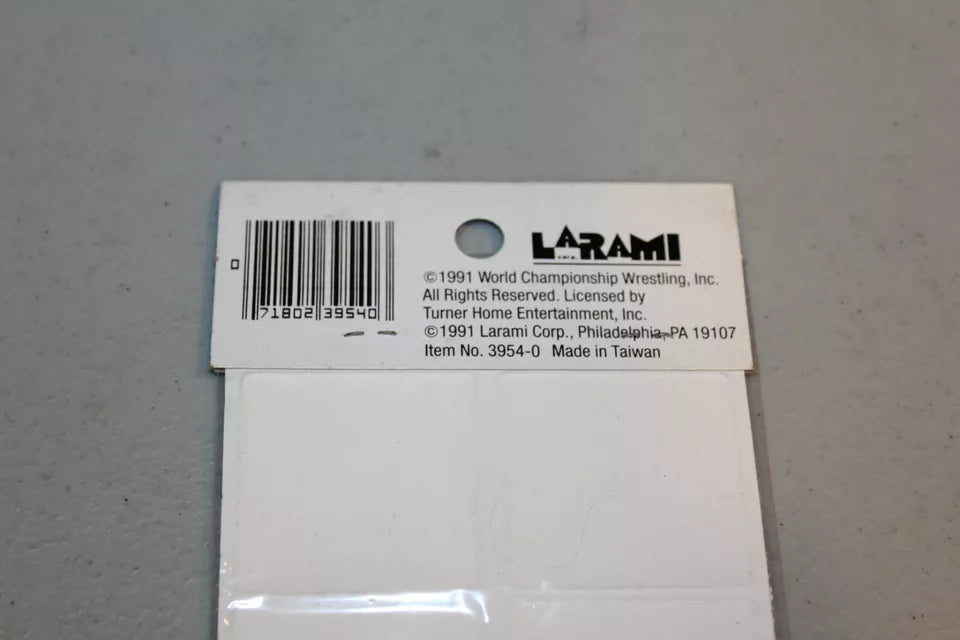 LARAMI
corp.
©1991 World Championship Wrestling, Inc.
All Rights Reserved. Licensed by
Turner Home Entertainment, Inc.
©1991 Larami Corp., Philadelphia, PA 19107
Item No. 3954-0 Made in Taiwan
0 71802 39540